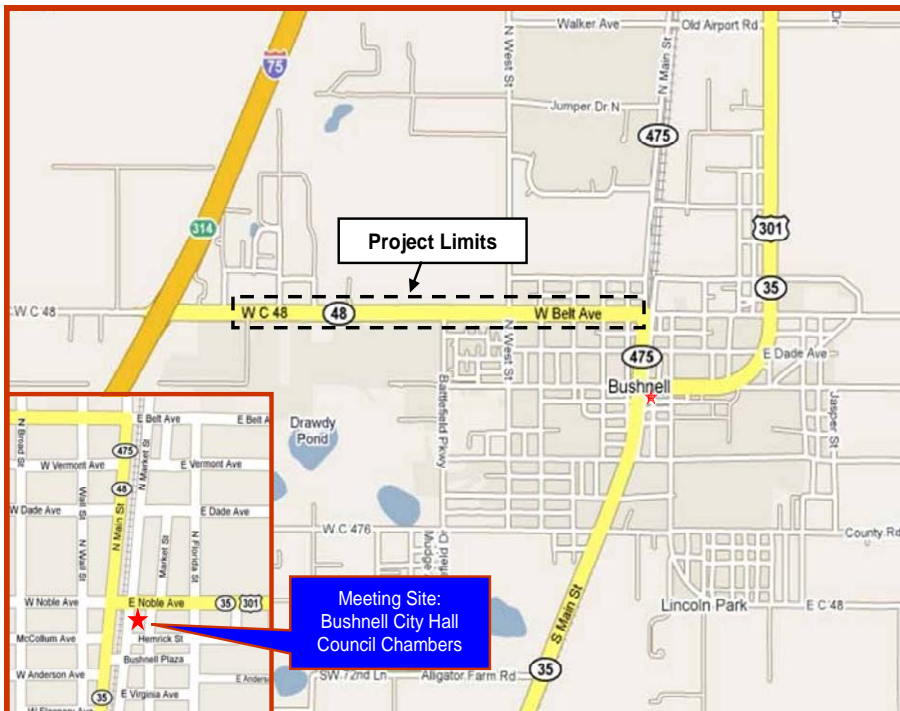 Walker Ave
Old Airport Rd
N West St
N Main St
75
Jumper Dr N
475
314
301
Project Limits
35
W C 48
W C 48
48
W Belt Ave
N West St
475
E Dade Ave
Bushnell
Battlefield Pkwy
Jasper St
Drawdy
Pond
W C 476
County Rd
Lincoln Park
E C 48
S Main St
35
SW 72nd Ln
Alligator Farm Rd
N Broad St
E Belt Ave
E Belt A
475
N Market St
W Vermont Ave
E Vermont Ave
48
Wall St
W Dade Ave
E Dade Ave
N Main St
N Wall St
Market St
N Florida St
W Noble Ave
E Noble Ave
35
301
McCollum Ave
Hemrick St
Bushnell Plaza
W Anderson Ave
E Anders
35
E Virginia Ave
Meeting Site:
Bushnell City Hall
Council Chambers